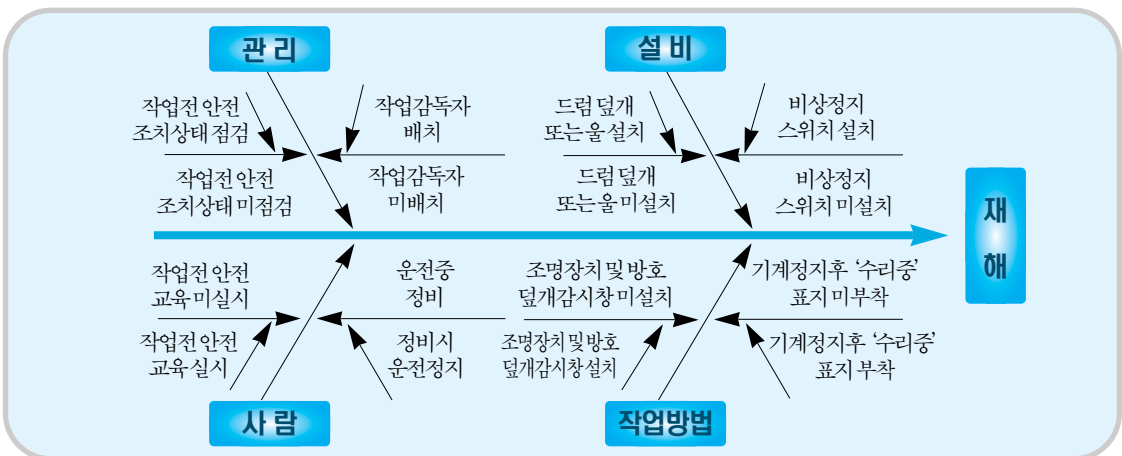 관리
설비
작업전 안전
조치상태 점검
작업감독자
배치
드럼 덮개
또는 울 설치
비상정지
스위치 설치
작업전 안전
조치상태 미점검
작업감독자
미배치
드럼 덮개
또는 울 미설치
비상정지
스위치 미설치
재
해
작업전 안전
교육 미실시
운전중
정비
조명장치 및 방호
덮개감시창 미설치
기계정지후 ‘수리중’
표지 미부착
작업전 안전
교육 실시
정비시
운전정지
조명장치 및 방호
덮개감시창 설치
기계정지후 ‘수리중’
표지 부착
사람
작업방법